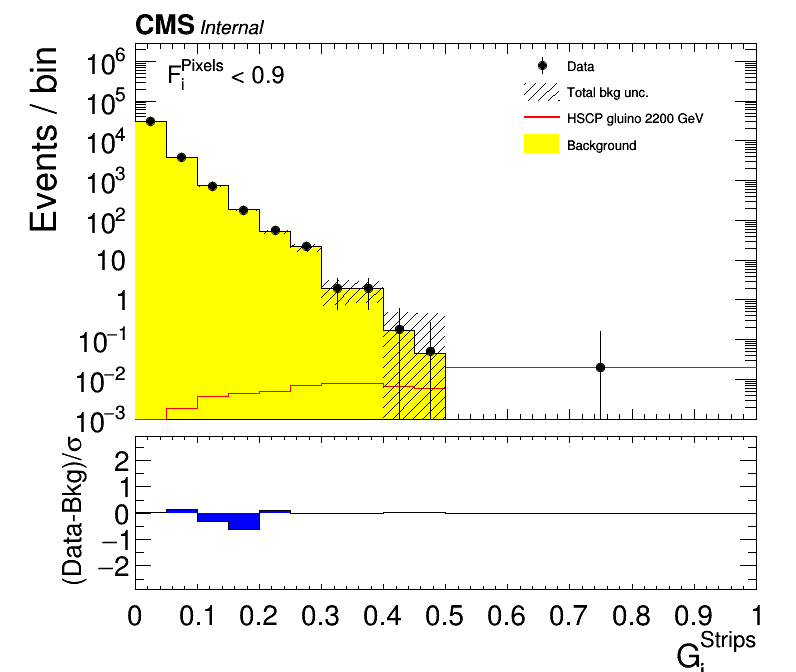 CMS Internal
F_i^Pixels < 0.9
Data
Total bkg unc.
HSCP gluino 2200 GeV
Background
Events / bin
10^6
10^5
10^4
10^3
10^2
10
1
10^−1
10^−2
10^−3
(Data-Bkg)/σ
2
1
0
−1
−2
0 0.1 0.2 0.3 0.4 0.5 0.6 0.7 0.8 0.9 1
G_i^Strips